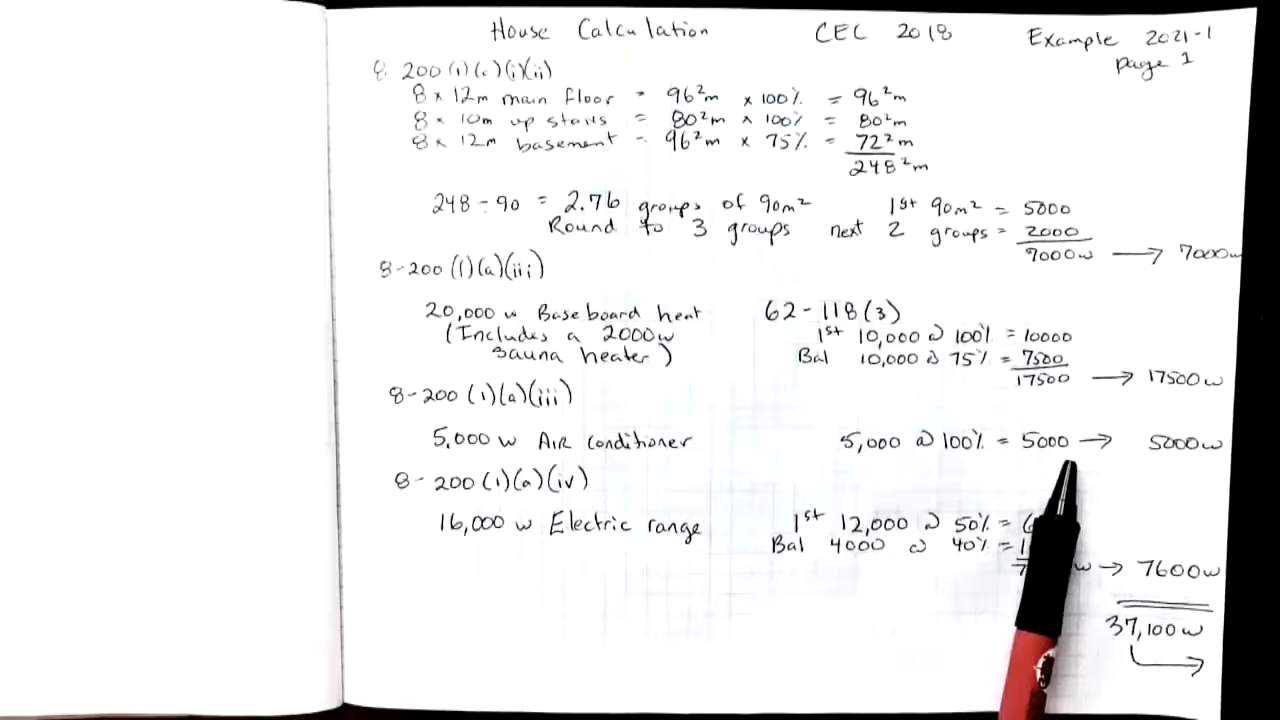 House Calculation CEC 2018 Example 2021-1
page 1
8 200 (1)(c)(i)(ii)
8 x 12m main floor = 96²m x 100% = 96²m
8 x 10m up stairs = 80²m x 100% = 80²m
8 x 12m basement - 96²m x 75% = 72²m
248²m
248 ÷ 90 = 2.76 groups of 90m² 1st 90m² = 5000
Round to 3 groups next 2 groups = 2000
7000w → 7000w
8-200 (1)(a)(iii)
20,000 w Baseboard heat 62-118(3)
(Includes a 2000w 1st 10,000 @ 100% = 10000
sauna heater) Bal 10,000 @ 75% = 7500
17500 → 17500w
8-200 (1)(a)(iii)
5,000 w Air conditioner 5,000 @ 100% = 5000 → 5000w
8-200 (1)(a)(iv)
16,000 w Electric range 1st 12,000 @ 50% =
Bal 4000 @ 40% =
w → 7600w
37,100w